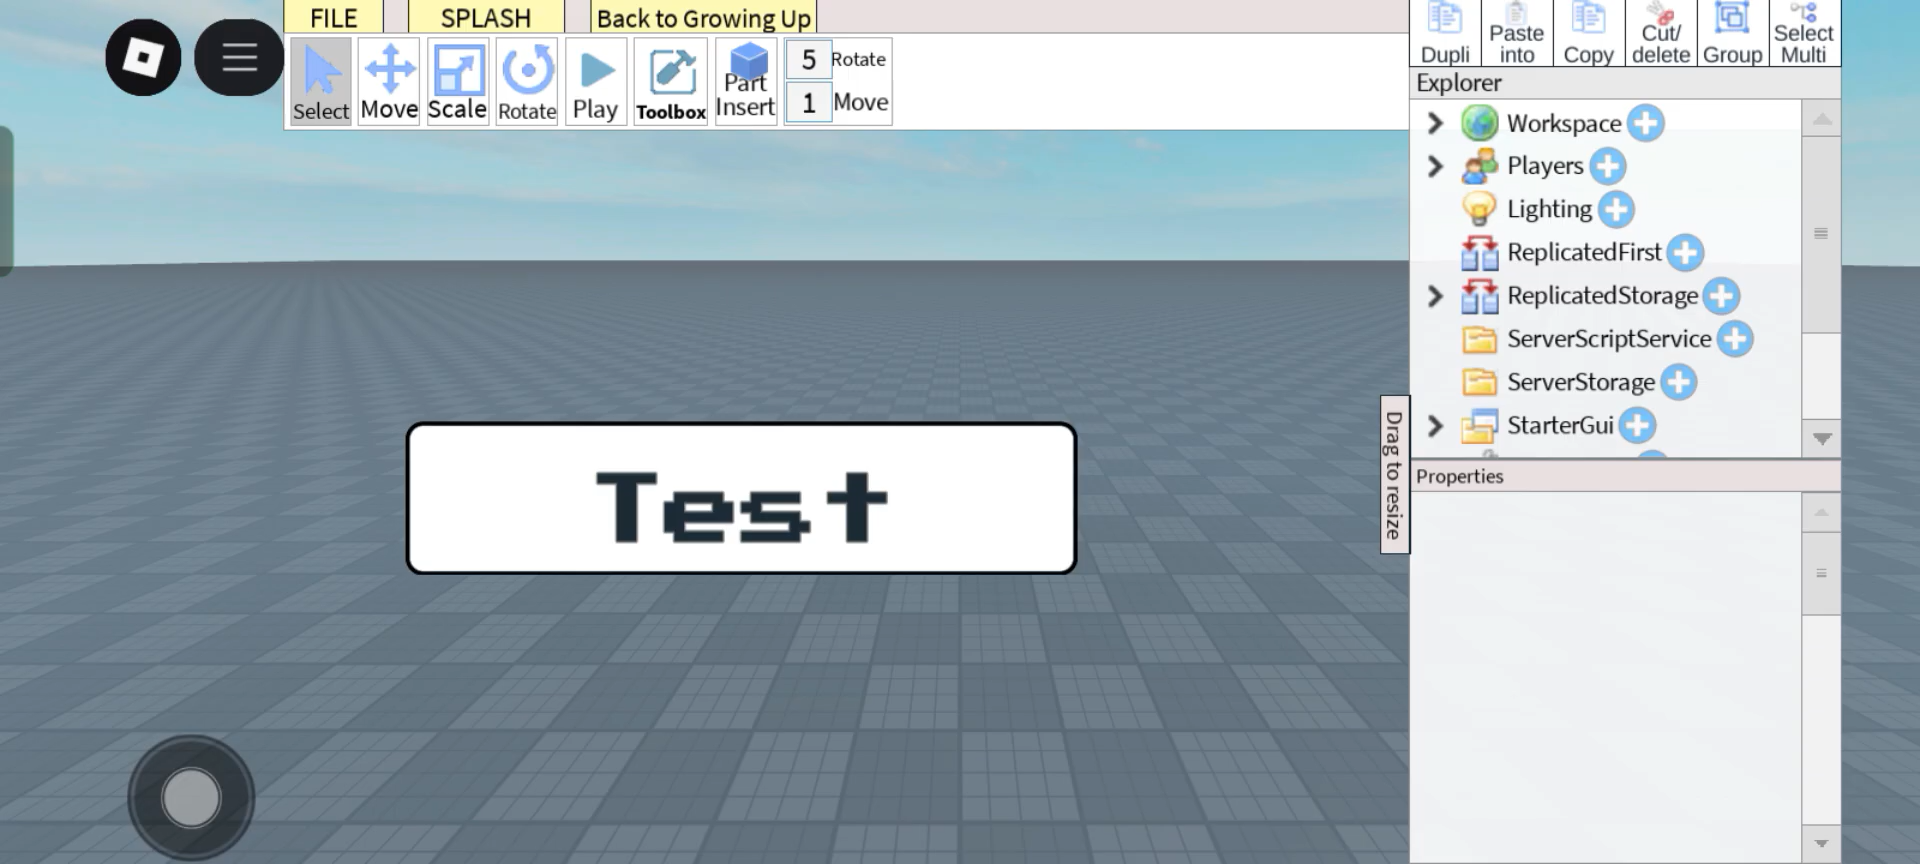 FILE
SPLASH
Back to Growing Up
Select
Move
Scale
Rotate
Play
Toolbox
Part
Insert
5 Rotate
1 Move
Dupli
Paste
into
Copy
Cut/
delete
Group
Select
Multi
Explorer
Workspace
Players
Lighting
ReplicatedFirst
ReplicatedStorage
ServerScriptService
ServerStorage
StarterGui
Drag to resize
Properties
Test